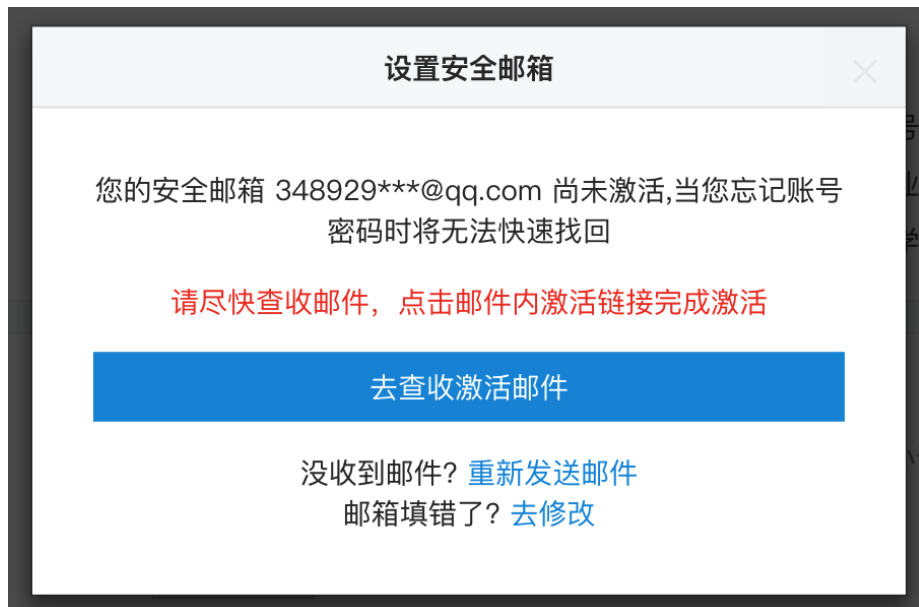 设置安全邮箱
您的安全邮箱 348929***@qq.com 尚未激活,当您忘记账号
密码时将无法快速找回
请尽快查收邮件，点击邮件内激活链接完成激活
去查收激活邮件
没收到邮件？重新发送邮件
邮箱填错了？去修改